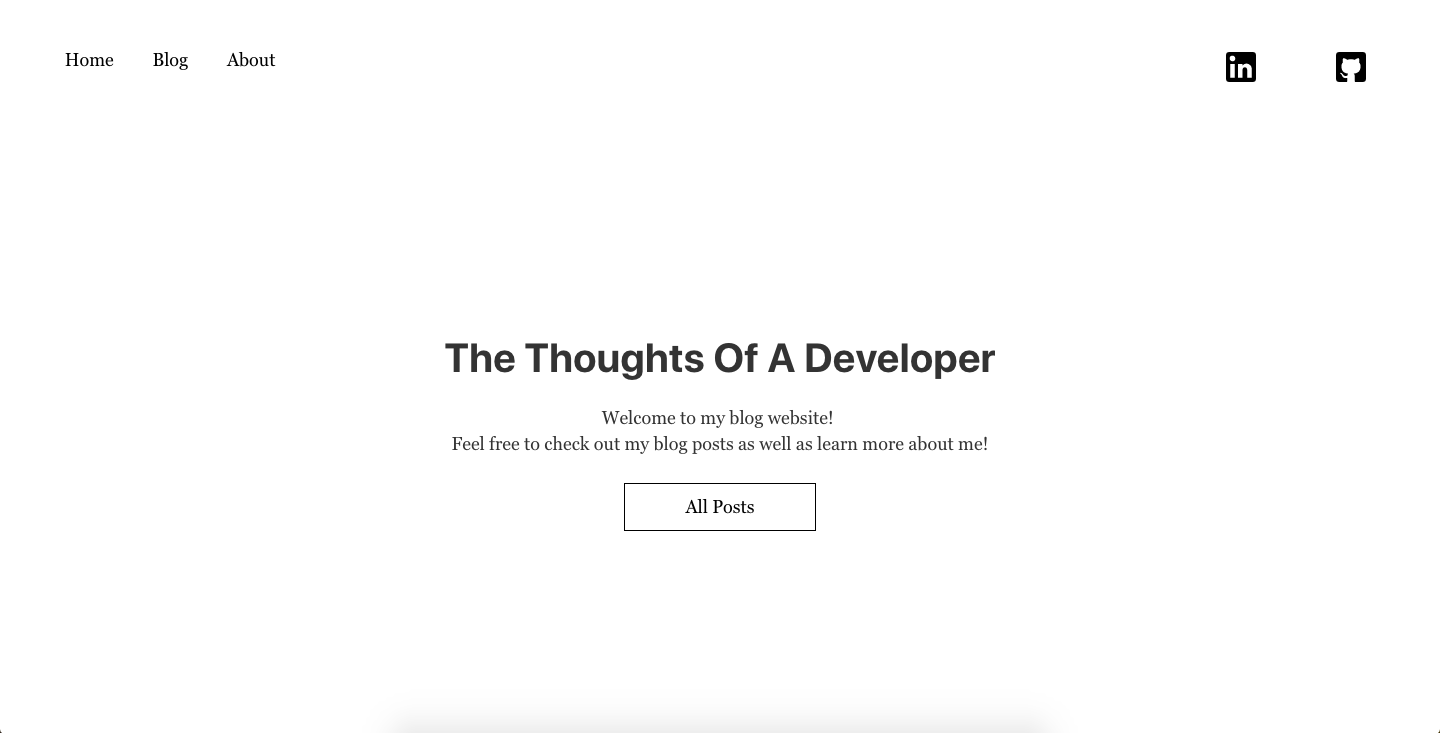 Home Blog About
in
The Thoughts Of A Developer
Welcome to my blog website!
Feel free to check out my blog posts as well as learn more about me!
All Posts